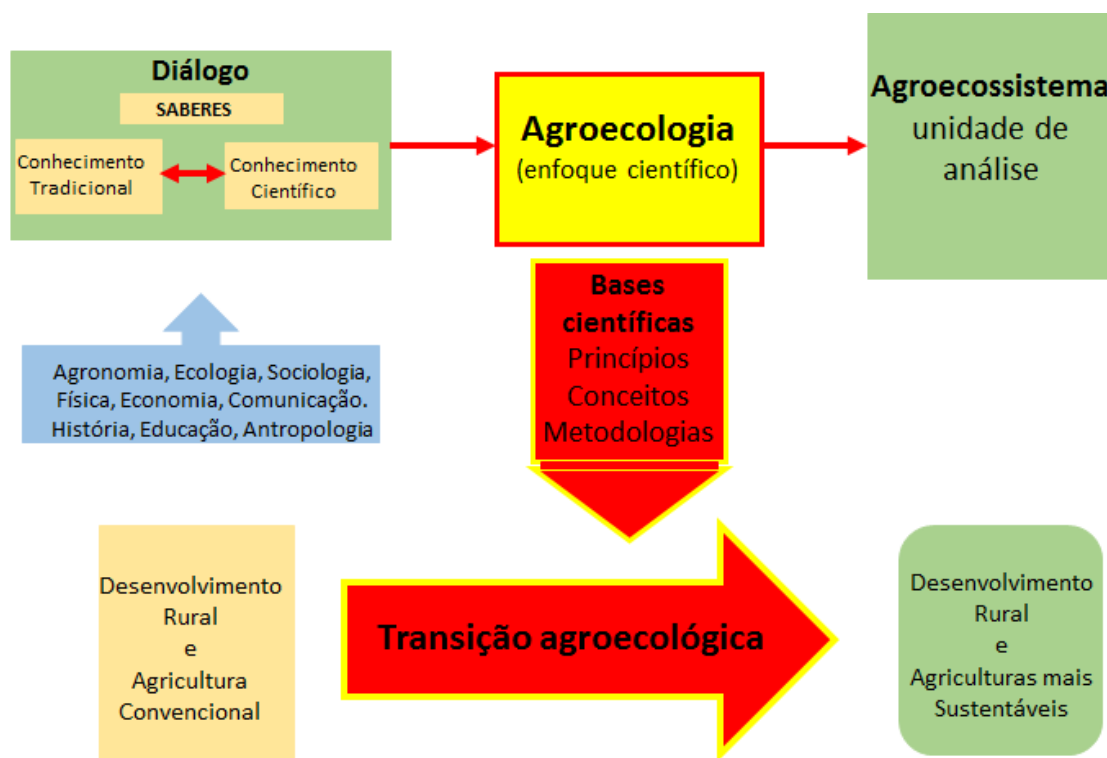 Diálogo
SABERES
Conhecimento
Tradicional
Conhecimento
Científico
Agroecologia
(enfoque científico)
Agroecossistema
unidade de
análise
Bases
científicas
Princípios
Conceitos
Metodologias
Agronomia, Ecologia, Sociologia,
Física, Economia, Comunicação.
História, Educação, Antropologia
Desenvolvimento
Rural
e
Agricultura
Convencional
Transição agroecológica
Desenvolvimento
Rural
e
Agriculturas mais
Sustentáveis